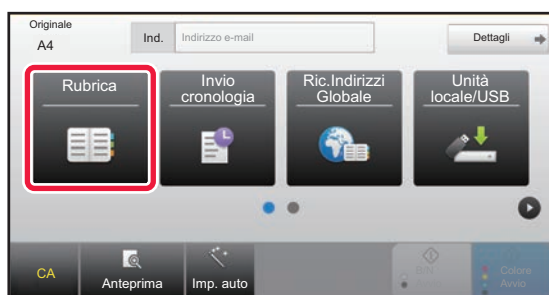 Originale
A4
Ind.
Indirizzo e-mail
Dettagli
Rubrica
Invio
cronologia
Ric.Indirizzi
Globale
Unità
locale/USB
CA
Anteprima
Imp. auto
B/N
Colore
Avvio